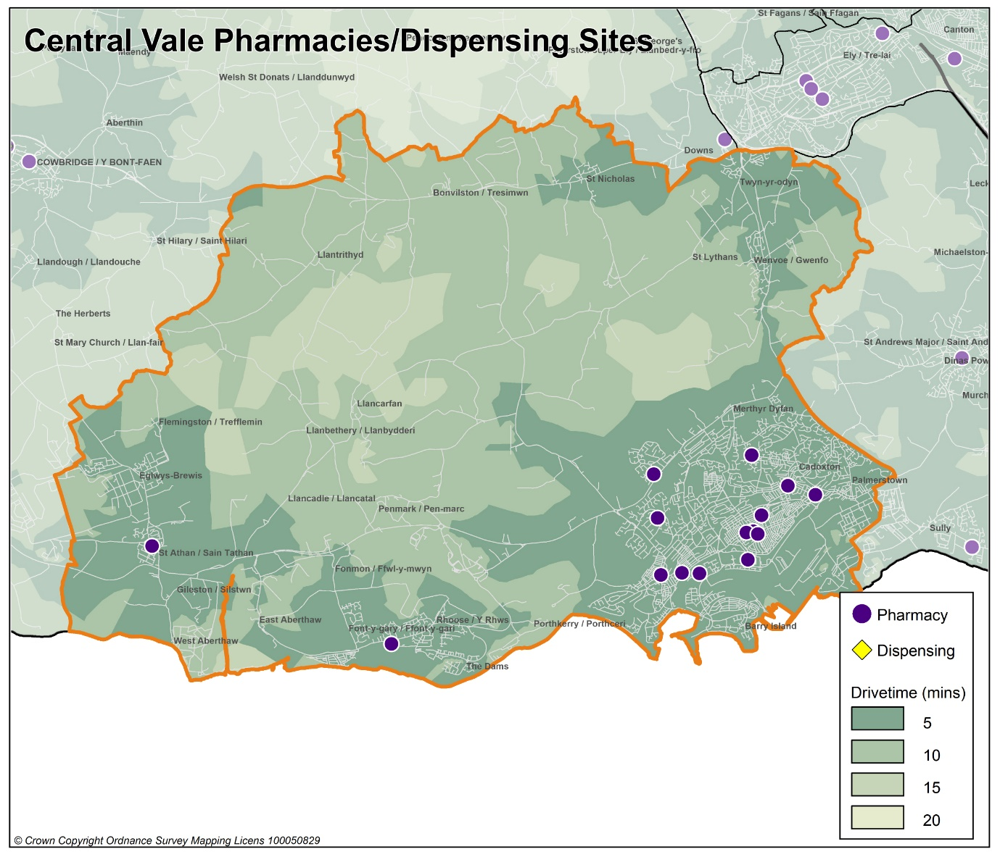 Central Vale Pharmacies/Dispensing Sites
St Fagans / Sain Ffagan
Canton
Maendy
Ely / Tre-lai
Welsh St Donats / Llanddunwyd
Aberthin
Downs
COWBRIDGE / Y BONT-FAEN
St Nicholas
Twyn-yr-odyn
Leck
Bonvilston / Tresimwn
St Hilary / Saint Hilari
Michaelston-
Llantrithyd
St Lythans
Wenvoe / Gwenfo
Llandough / Llandouche
The Herberts
St Mary Church / Llan-fair
St Andrews Major / Saint And
Dinas Pow
Murch
Llancarfan
Merthyr Dyfan
Flemingston / Trefflemin
Llanbethery / Llanbydderi
Cadoxton
Eglwys-Brewis
Palmerstown
Llancadle / Llancatal
Penmark / Pen-marc
Sully
St Athan / Sain Tathan
Fonmon / Ffwl-y-mwyn
Gileston / Silstwn
East Aberthaw
Rhoose / Y Rhws
Porthkerry / Porthceri
Barry Island
Font-y-gary / Ffont-y-gari
West Aberthaw
The Dams
Pharmacy
Dispensing
Drivetime (mins)
5
10
15
20
© Crown Copyright Ordnance Survey Mapping Licens 100050829